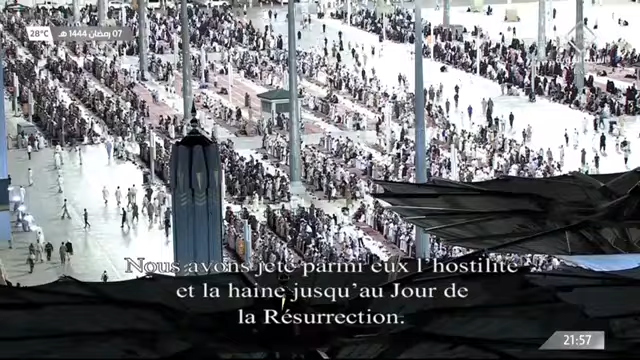 28°C
07 رمضان 1444 هـ
Nous avons jeté parmi eux l'hostilité
et la haine jusqu'au Jour de
la Résurrection.
21:57